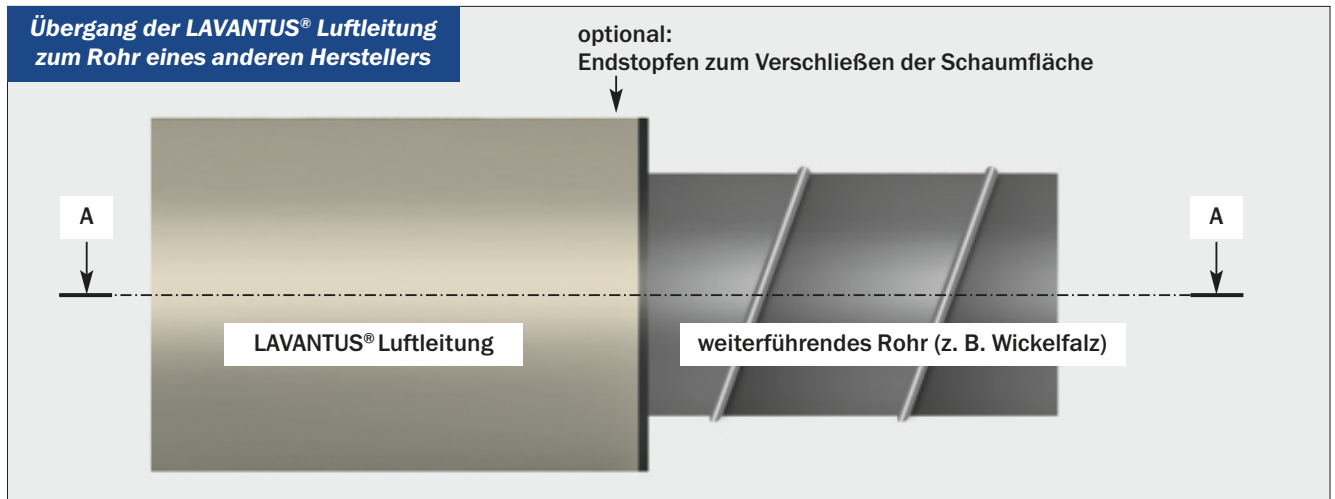 Übergang der LAVANTUS® Luftleitung
zum Rohr eines anderen Herstellers
optional:
Endstopfen zum Verschließen der Schaumfläche
A
A
LAVANTUS® Luftleitung
weiterführendes Rohr (z. B. Wickelfalz)